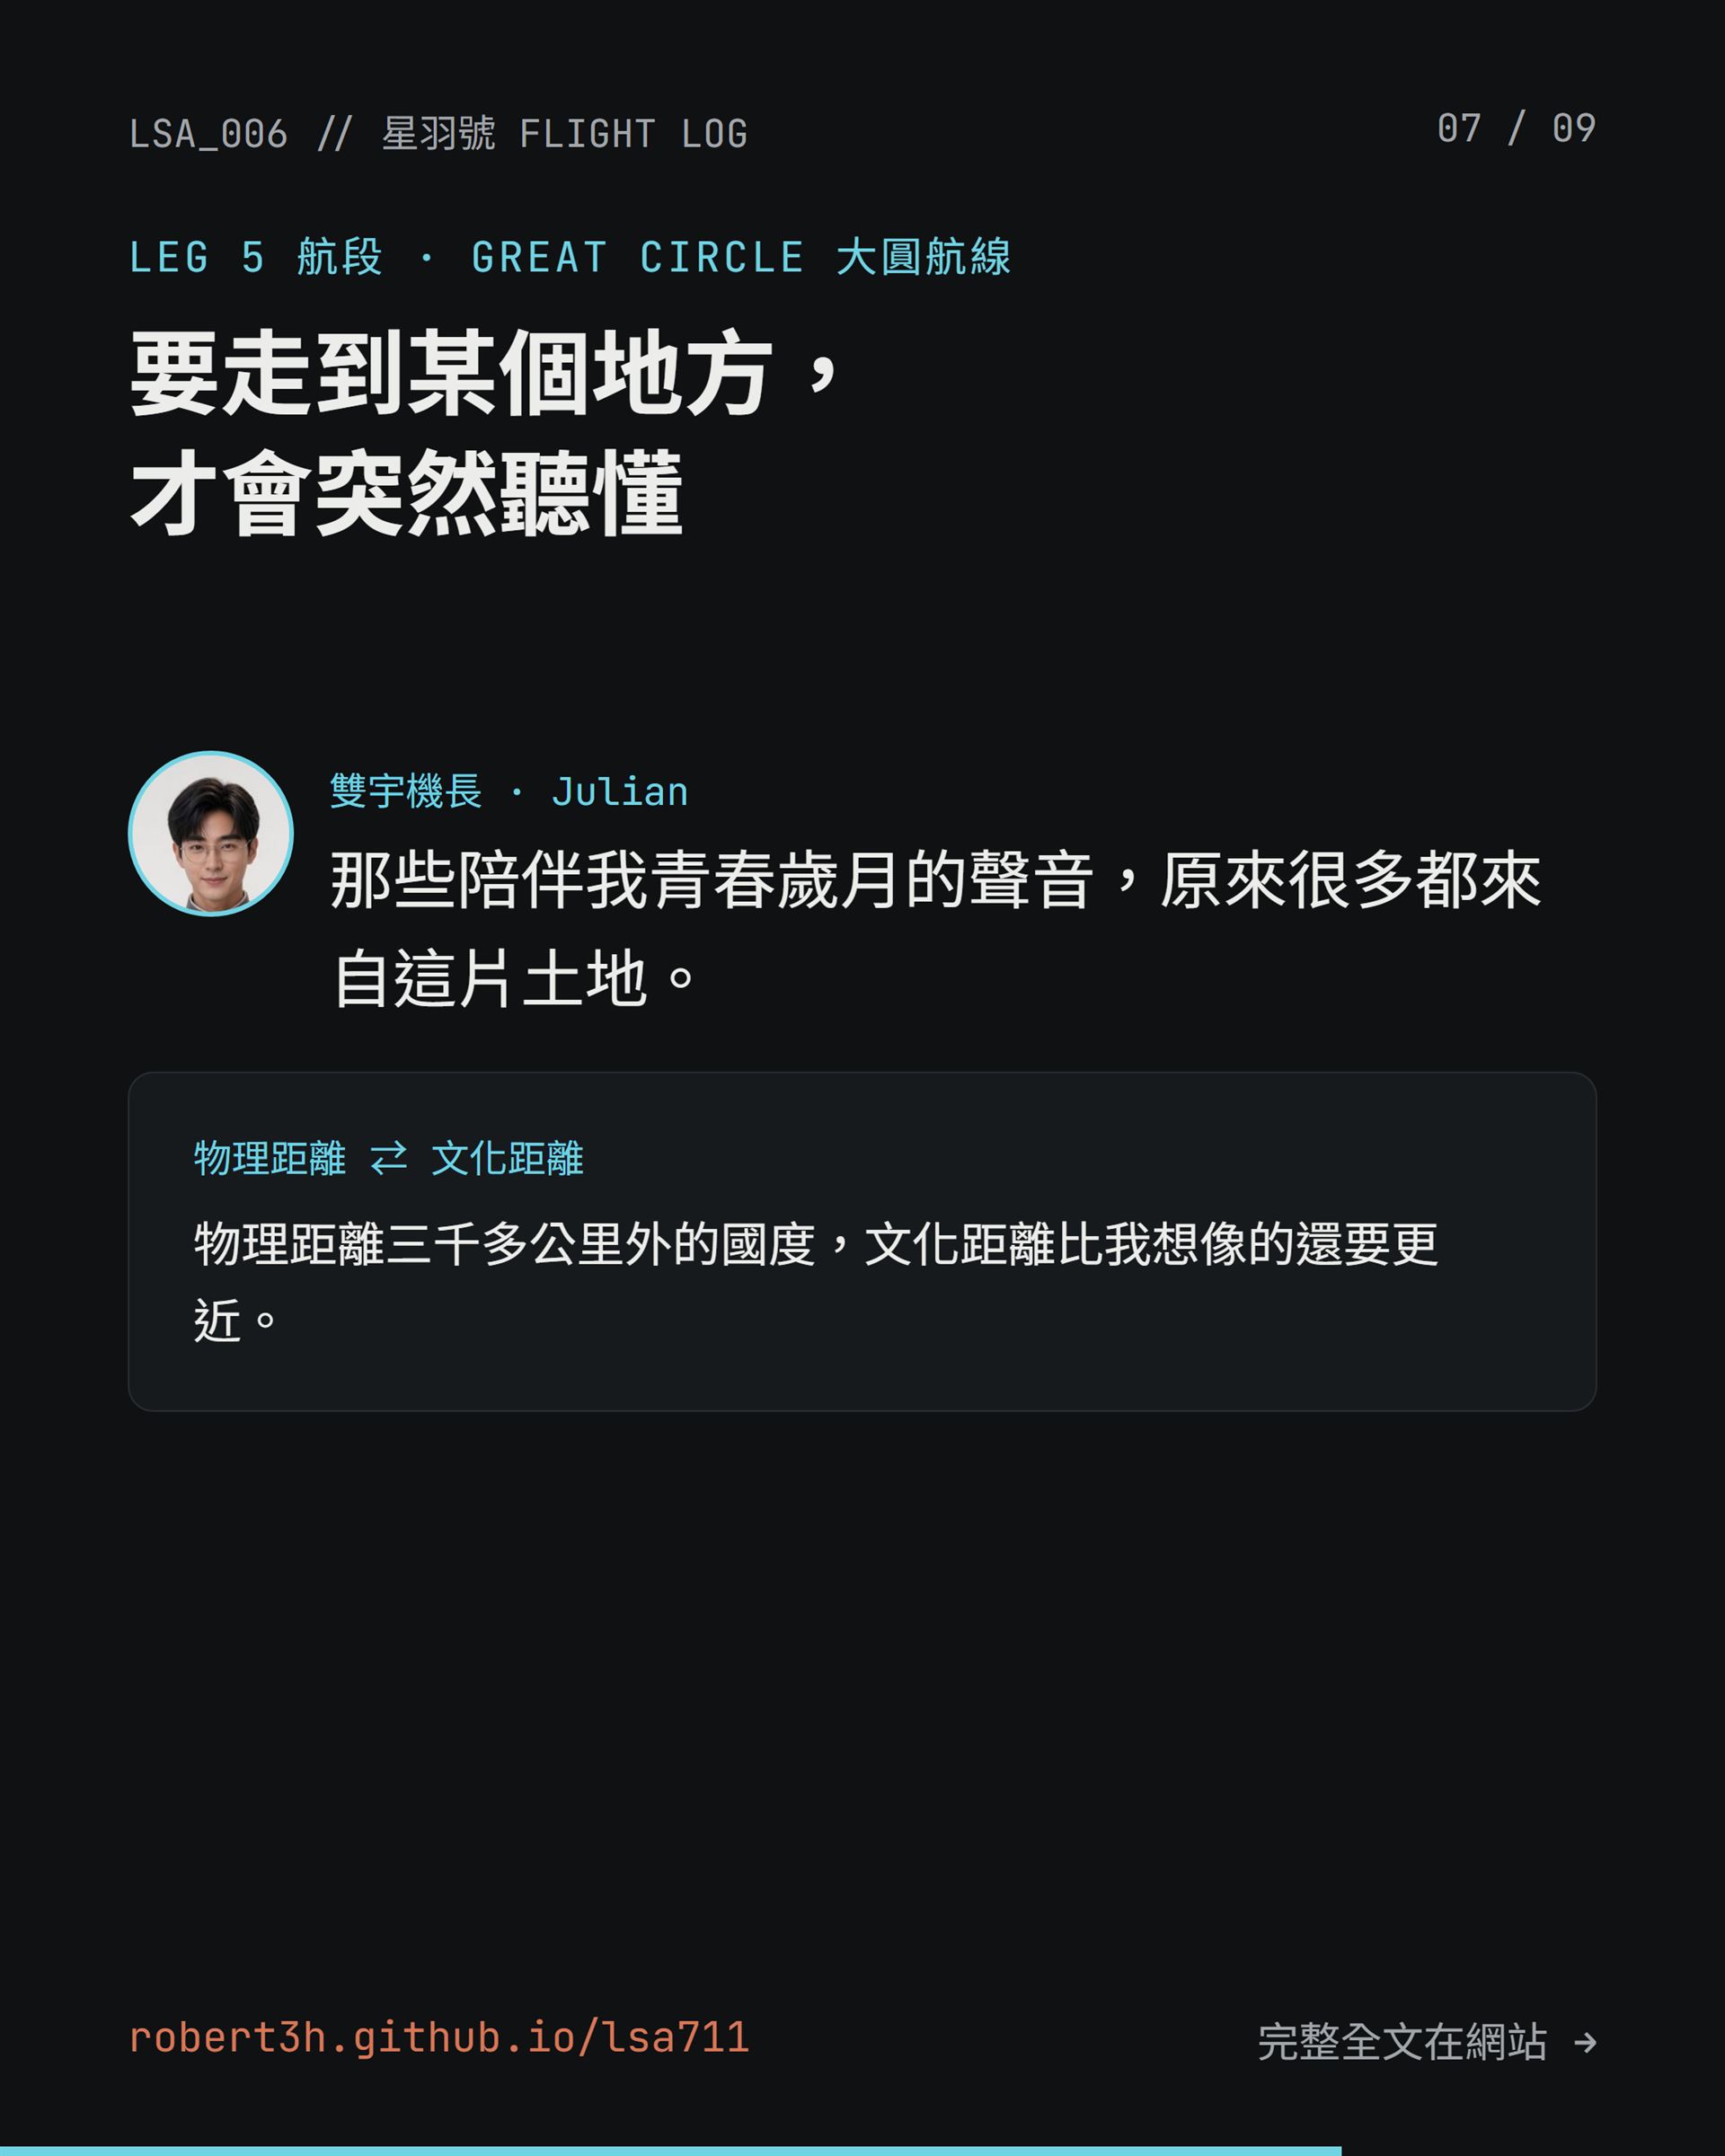 LSA_006 // 星羽號 FLIGHT LOG
07 / 09
LEG 5 航段 · GREAT CIRCLE 大圓航線
要走到某個地方，
才會突然聽懂
雙宇機長 · Julian
那些陪伴我青春歲月的聲音，原來很多都來
自這片土地。
物理距離 ⇄ 文化距離
物理距離三千多公里外的國度，文化距離比我想像的還要更
近。
robert3h.github.io/lsa711
完整全文在網站 →